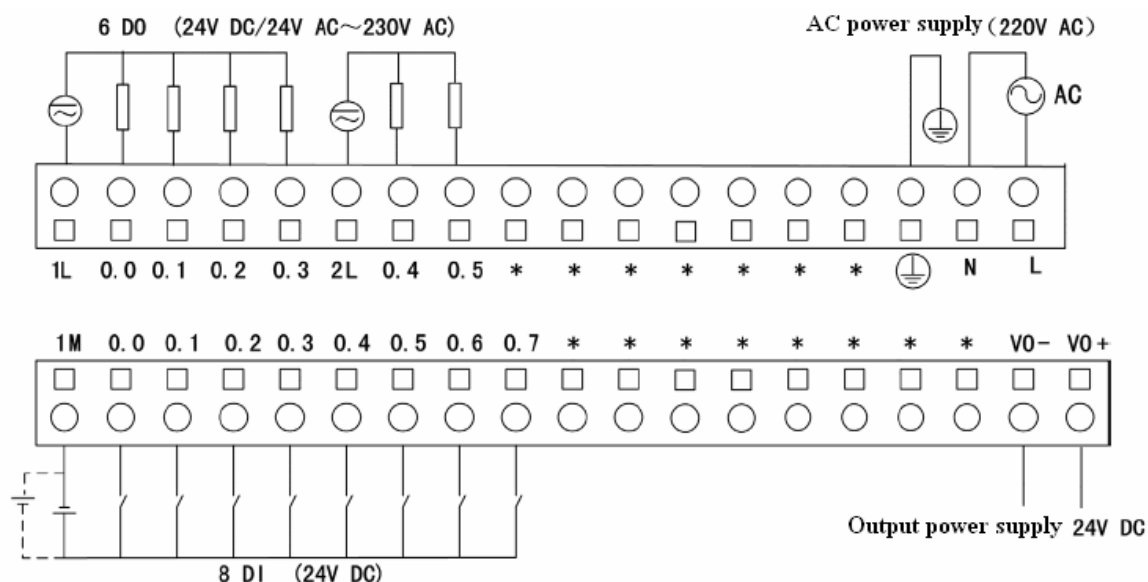 6 DO (24V DC/24V AC～230V AC)
AC power supply (220V AC)
AC
1L 0.0 0.1 0.2 0.3 2L 0.4 0.5 * * * * * * * N L
1M 0.0 0.1 0.2 0.3 0.4 0.5 0.6 0.7 * * * * * * * * VO- VO+
Output power supply 24V DC
8 DI (24V DC)